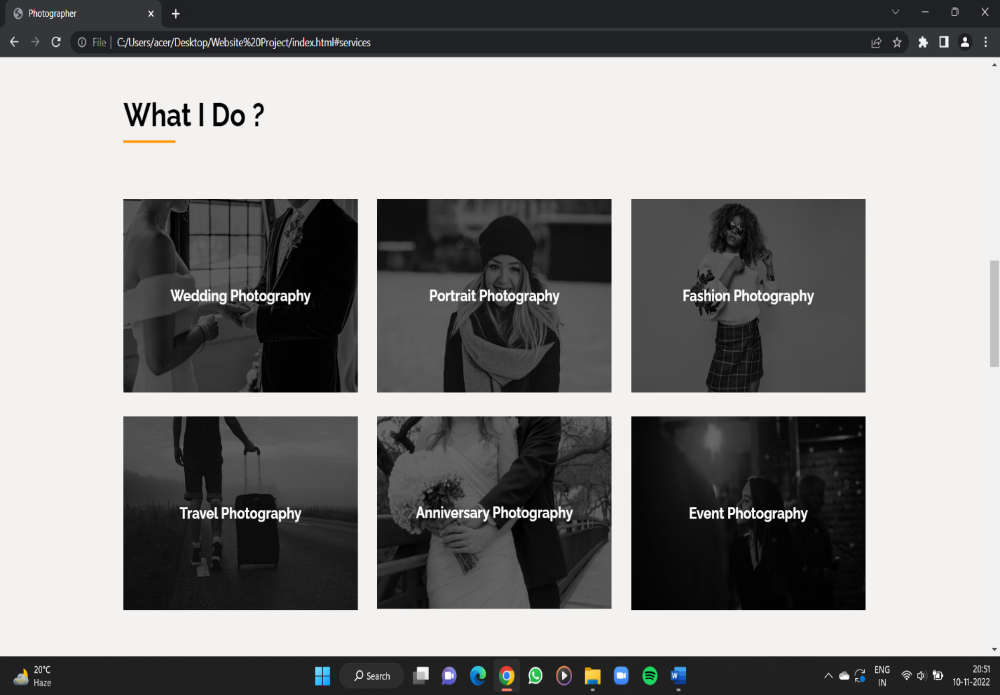 Photographer
File C:/Users/acer/Desktop/Website%20Project/index.html#services
What I Do ?
Wedding Photography
Portrait Photography
Fashion Photography
Travel Photography
Anniversary Photography
Event Photography
20°C
Haze
Search
W
ENG
IN
20:51
10-11-2022